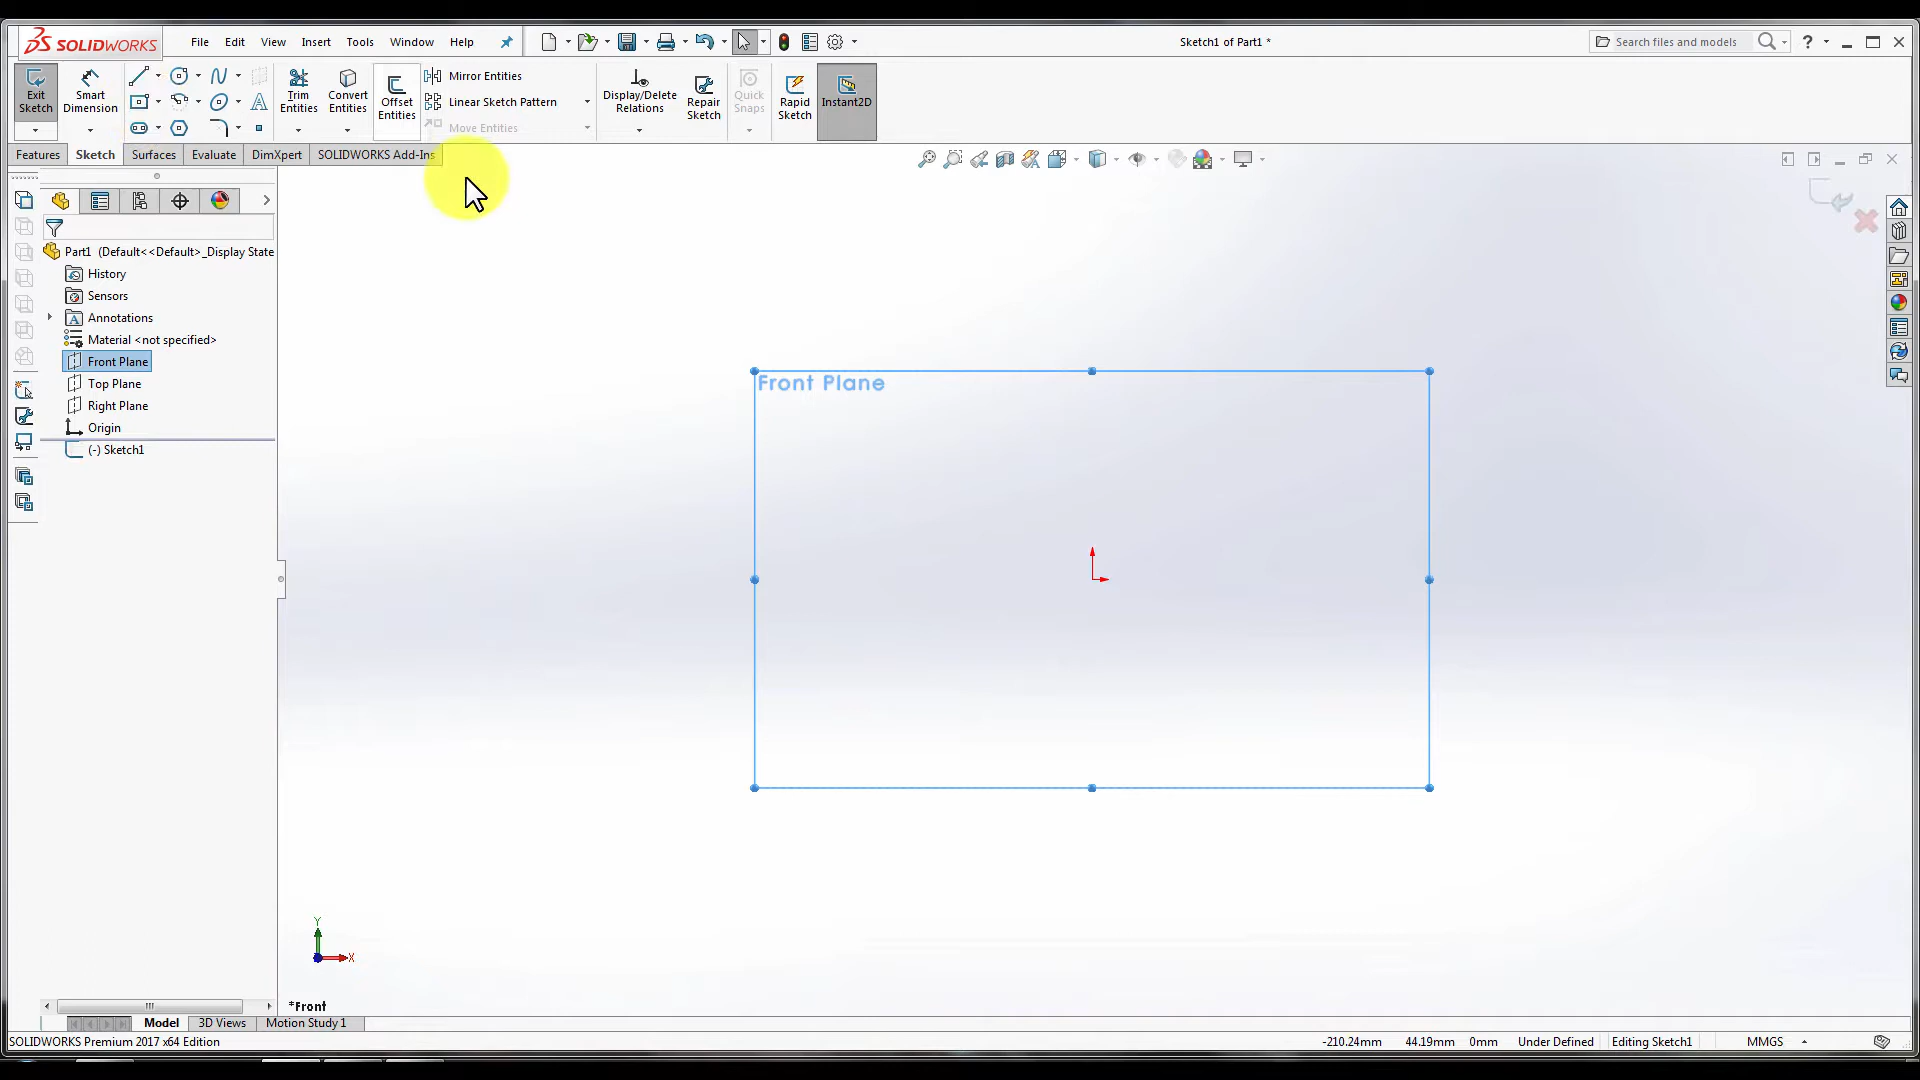 SOLIDWORKS
File Edit View Insert Tools Window Help
Sketch1 of Part1 *
Search files and models
Exit Sketch
Smart Dimension
Trim Entities
Convert Entities
Offset Entities
Mirror Entities
Linear Sketch Pattern
Move Entities
Display/Delete Relations
Repair Sketch
Quick Snaps
Rapid Sketch
Instant2D
Features Sketch Surfaces Evaluate DimXpert SOLIDWORKS Add-Ins
Part1 (Default<<Default>_Display State
History
Sensors
Annotations
Material <not specified>
Front Plane
Top Plane
Right Plane
Origin
(-) Sketch1
Front Plane
Y
X
*Front
Model 3D Views Motion Study 1
SOLIDWORKS Premium 2017 x64 Edition
-210.24mm 44.19mm 0mm Under Defined Editing Sketch1 MMGS